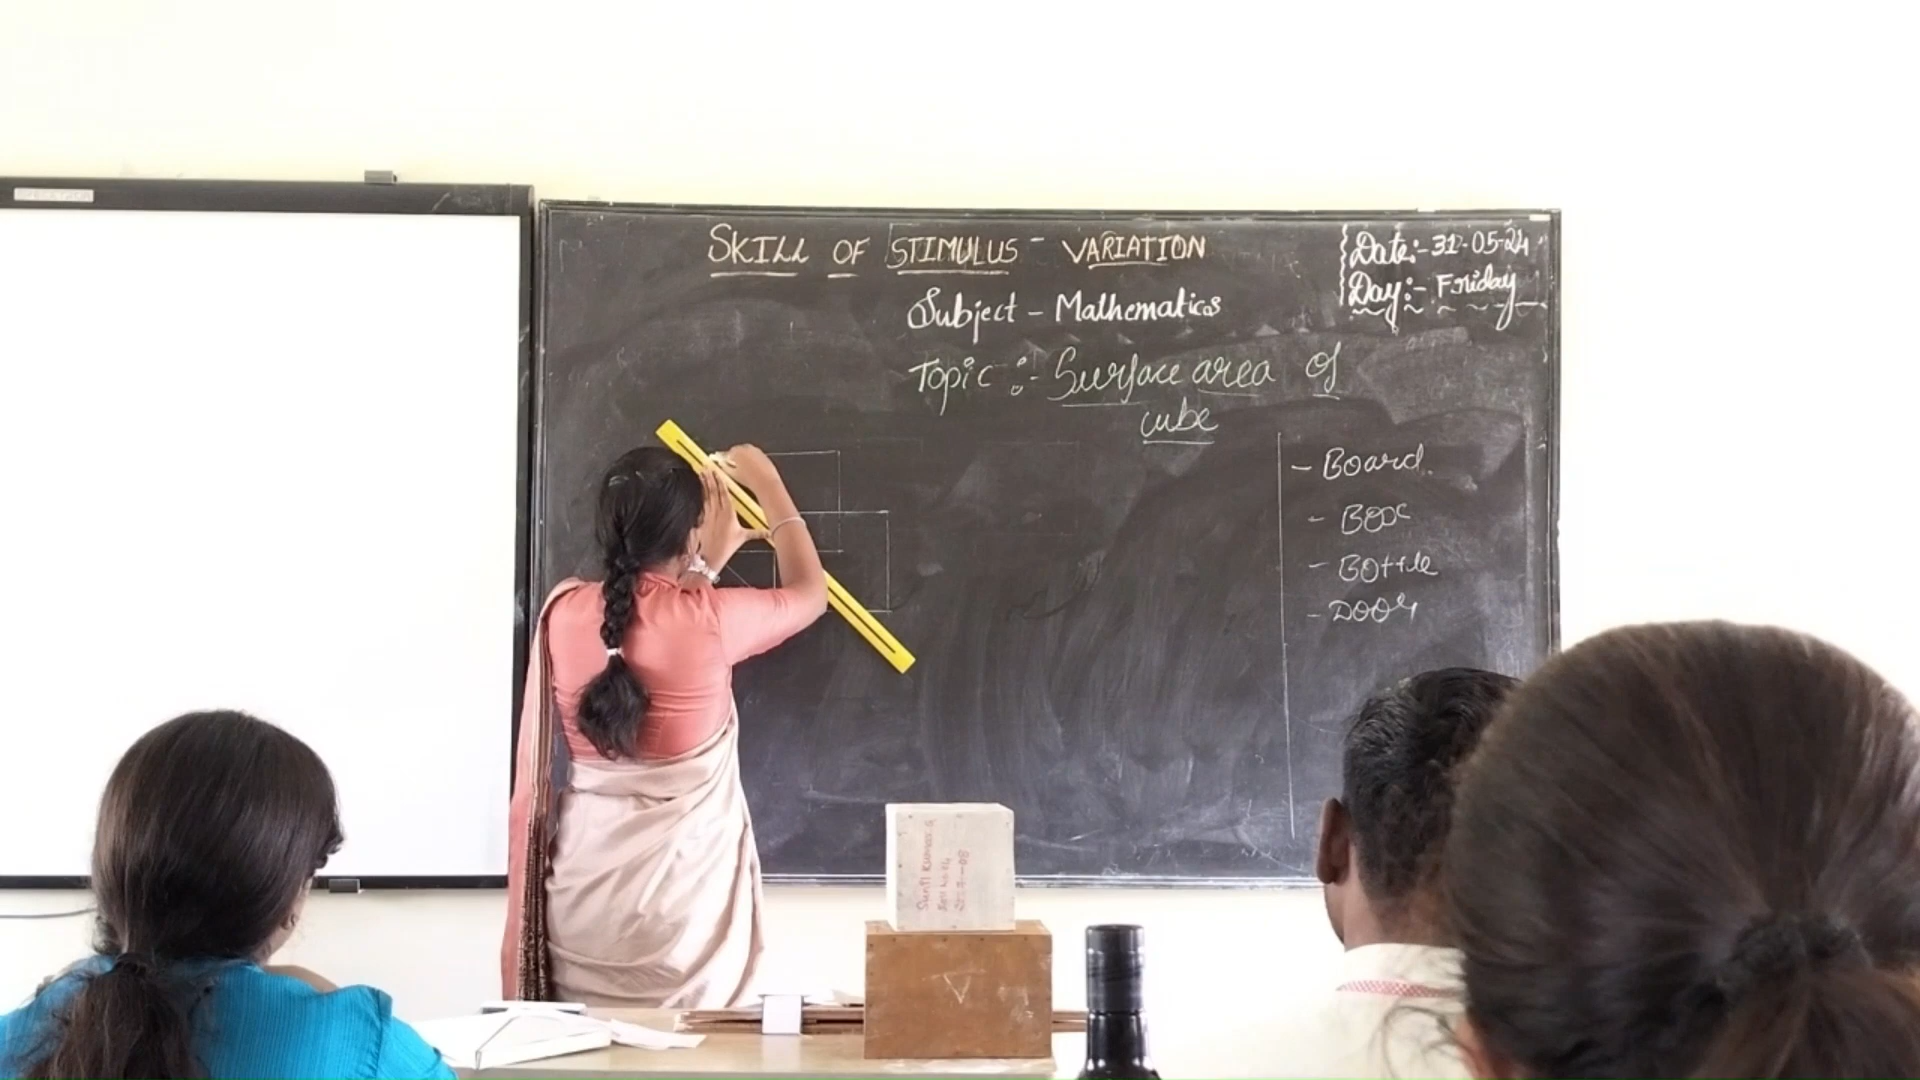 SKILL OF STIMULUS - VARIATION
Date:- 31-05-24
Day:- Friday
Subject - Mathematics
Topic :- Surface area of
cube
- Board.
- Box
- Bottle
- Door